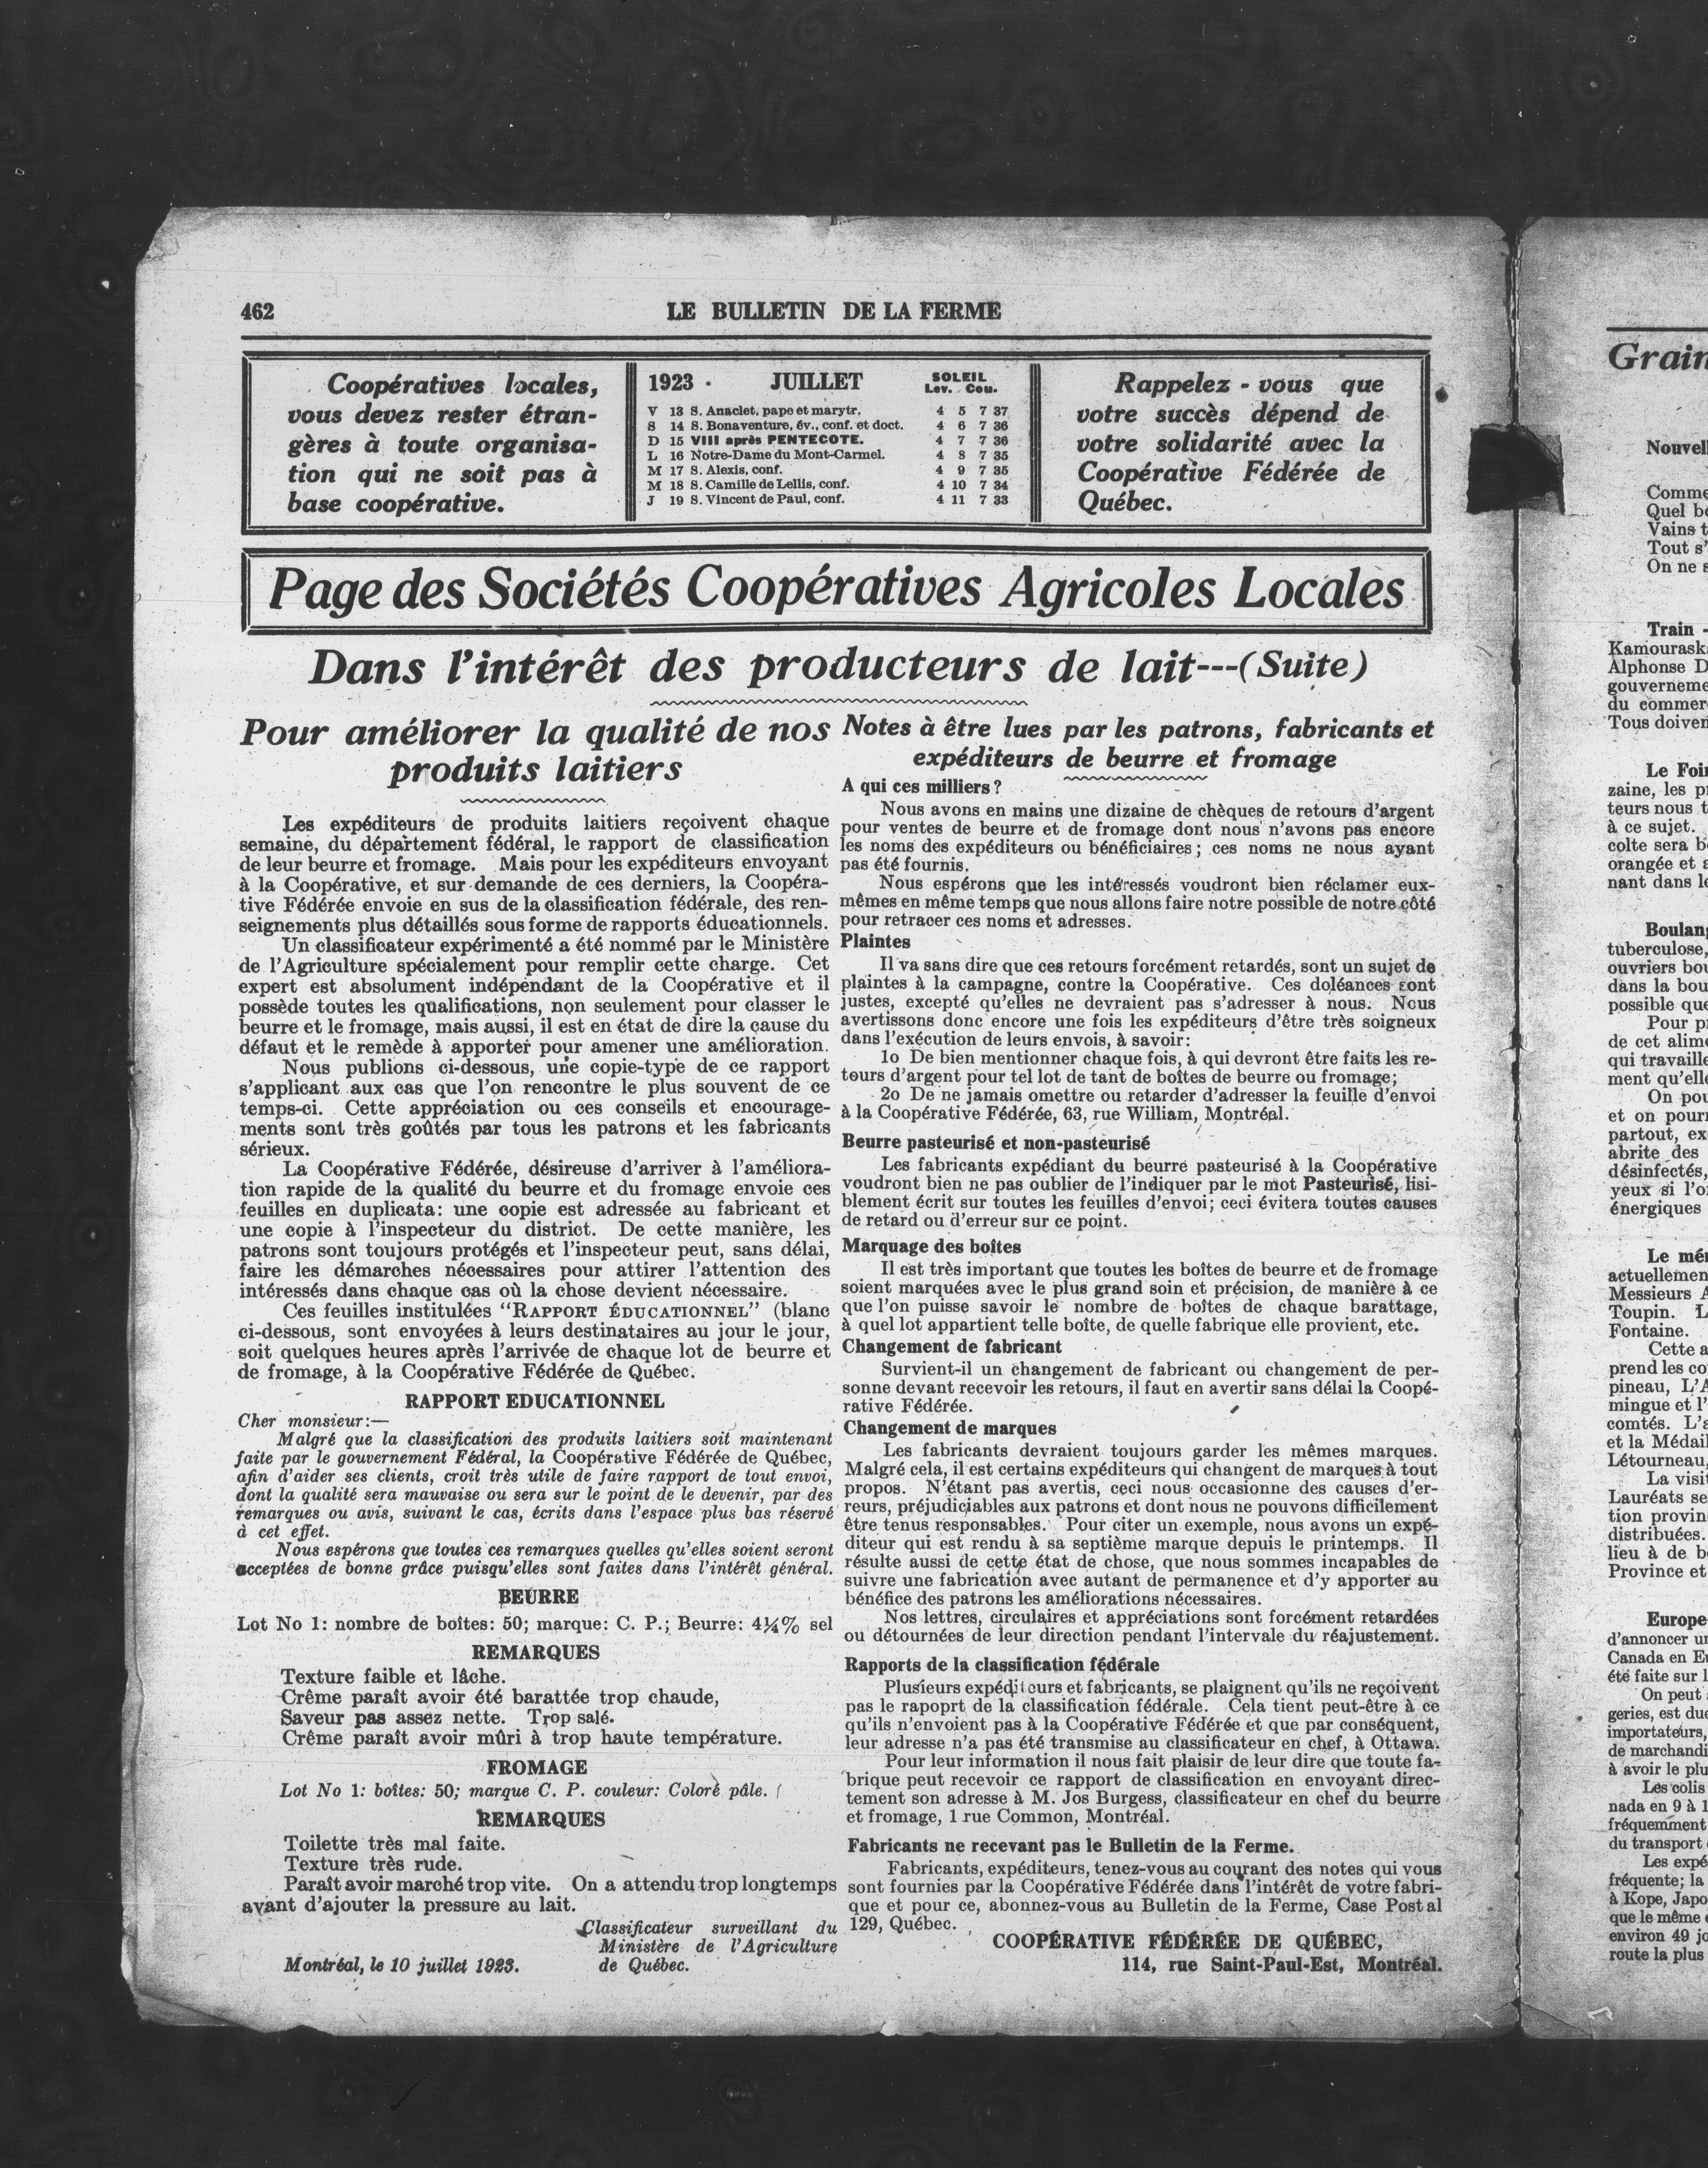 462
LE BULLETIN DE LA FERME
Coopératives locales,
vous devez rester étran-
gères à toute organisa-
tion qui ne soit pas à
base coopérative.
1923 JUILLET SOLEIL
Lev. Cou.
V 13 S. Anaclet, pape et marytr. 4 5 7 37
S 14 S. Bonaventure, év., conf. et doct. 4 6 7 36
D 15 VIII après PENTECOTE. 4 7 7 36
L 16 Notre-Dame du Mont-Carmel. 4 8 7 35
M 17 S. Alexis, conf. 4 9 7 35
M 18 S. Camille de Lellis, conf. 4 10 7 34
J 19 S. Vincent de Paul, conf. 4 11 7 33
Rappelez-vous que
votre succès dépend de
votre solidarité avec la
Coopérative Fédérée de
Québec.
Page des Sociétés Coopératives Agricoles Locales
Dans l'intérêt des producteurs de lait---(Suite)
Pour améliorer la qualité de nos
produits laitiers
Les expéditeurs de produits laitiers reçoivent chaque
semaine, du département fédéral, le rapport de classification
de leur beurre et fromage. Mais pour les expéditeurs envoyant
à la Coopérative, et sur demande de ces derniers, la Coopéra-
tive Fédérée envoie en sus de la classification fédérale, des ren-
seignements plus détaillés sous forme de rapports éducationnels.
Un classificateur expérimenté a été nommé par le Ministère
de l'Agriculture spécialement pour remplir cette charge. Cet
expert est absolument indépendant de la Coopérative et il
possède toutes les qualifications, non seulement pour classer le
beurre et le fromage, mais aussi, il est en état de dire la cause du
défaut et le remède à apporter pour amener une amélioration.
Nous publions ci-dessous, une copie-type de ce rapport
s'applicant aux cas que l'on rencontre le plus souvent de ce
temps-ci. Cette appréciation ou ces conseils et encourage-
ments sont très goûtés par tous les patrons et les fabricants
sérieux.
La Coopérative Fédérée, désireuse d'arriver à l'améliora-
tion rapide de la qualité du beurre et du fromage envoie ces
feuilles en duplicata: une copie est adressée au fabricant et
une copie à l'inspecteur du district. De cette manière, les
patrons sont toujours protégés et l'inspecteur peut, sans délai,
faire les démarches nécessaires pour attirer l'attention des
intéressés dans chaque cas où la chose devient nécessaire.
Ces feuilles institulées "RAPPORT ÉDUCATIONNEL" (blanc
ci-dessous, sont envoyées à leurs destinataires au jour le jour,
soit quelques heures après l'arrivée de chaque lot de beurre et
de fromage, à la Coopérative Fédérée de Québec.
RAPPORT EDUCATIONNEL
Cher monsieur:—
Malgré que la classification des produits laitiers soit maintenant
faite par le gouvernement Fédéral, la Coopérative Fédérée de Québec,
afin d'aider ses clients, croit très utile de faire rapport de tout envoi,
dont la qualité sera mauvaise ou sera sur le point de le devenir, par des
remarques ou avis, suivant le cas, écrits dans l'espace plus bas réservé
à cet effet.
Nous espérons que toutes ces remarques quelles qu'elles soient seront
acceptées de bonne grâce puisqu'elles sont faites dans l'intérêt général.
BEURRE
Lot No 1: nombre de boîtes: 50; marque: C. P.; Beurre: 4¼% sel
REMARQUES
Texture faible et lâche.
Crême paraît avoir été barattée trop chaude,
Saveur pas assez nette. Trop salé.
Crême paraît avoir mûri à trop haute température.
FROMAGE
Lot No 1: boîtes: 50; marque C. P. couleur: Coloré pâle.
REMARQUES
Toilette très mal faite.
Texture très rude.
Paraît avoir marché trop vite. On a attendu trop longtemps
avant d'ajouter la pressure au lait.
Classificateur surveillant du
Ministère de l'Agriculture
Montréal, le 10 juillet 1923. de Québec.
Notes à être lues par les patrons, fabricants et
expéditeurs de beurre et fromage
A qui ces milliers?
Nous avons en mains une dizaine de chèques de retours d'argent
pour ventes de beurre et de fromage dont nous n'avons pas encore
les noms des expéditeurs ou bénéficiaires; ces noms ne nous ayant
pas été fournis.
Nous espérons que les intéressés voudront bien réclamer eux-
mêmes en même temps que nous allons faire notre possible de notre côté
pour retracer ces noms et adresses.
Plaintes
Il va sans dire que ces retours forcément retardés, sont un sujet de
plaintes à la campagne, contre la Coopérative. Ces doléances sont
justes, excepté qu'elles ne devraient pas s'adresser à nous. Nous
avertissons donc encore une fois les expéditeurs d'être très soigneux
dans l'exécution de leurs envois, à savoir:
1o De bien mentionner chaque fois, à qui devront être faits les re-
tours d'argent pour tel lot de tant de boîtes de beurre ou fromage;
2o De ne jamais omettre ou retarder d'adresser la feuille d'envoi
à la Coopérative Fédérée, 63, rue William, Montréal.
Beurre pasteurisé et non-pasteurisé
Les fabricants expédiant du beurre pasteurisé à la Coopérative
voudront bien ne pas oublier de l'indiquer par le mot Pasteurisé, lisi-
blement écrit sur toutes les feuilles d'envoi; ceci évitera toutes causes
de retard ou d'erreur sur ce point.
Marquage des boîtes
Il est très important que toutes les boîtes de beurre et de fromage
soient marquées avec le plus grand soin et précision, de manière à ce
que l'on puisse savoir le nombre de boîtes de chaque barattage,
à quel lot appartient telle boîte, de quelle fabrique elle provient, etc.
Changement de fabricant
Survient-il un changement de fabricant ou changement de per-
sonne devant recevoir les retours, il faut en avertir sans délai la Coopé-
rative Fédérée.
Changement de marques
Les fabricants devraient toujours garder les mêmes marques.
Malgré cela, il est certains expéditeurs qui changent de marques à tout
propos. N'étant pas avertis, ceci nous occasionne des causes d'er-
reurs, préjudiciables aux patrons et dont nous ne pouvons difficilement
être tenus responsables. Pour citer un exemple, nous avons un expé-
diteur qui est rendu à sa septième marque depuis le printemps. Il
résulte aussi de cette état de chose, que nous sommes incapables de
suivre une fabrication avec autant de permanence et d'y apporter au
bénéfice des patrons les améliorations nécessaires.
Nos lettres, circulaires et appréciations sont forcément retardées
ou détournées de leur direction pendant l'intervale du réajustement.
Rapports de la classification fédérale
Plusieurs expéditeurs et fabricants, se plaignent qu'ils ne reçoivent
pas le rapoprt de la classification fédérale. Cela tient peut-être à ce
qu'ils n'envoient pas à la Coopérative Fédérée et que par conséquent,
leur adresse n'a pas été transmise au classificateur en chef, à Ottawa.
Pour leur information il nous fait plaisir de leur dire que toute fa-
brique peut recevoir ce rapport de classification en envoyant direc-
tement son adresse à M. Jos Burgess, classificateur en chef du beurre
et fromage, 1 rue Common, Montréal.
Fabricants ne recevant pas le Bulletin de la Ferme.
Fabricants, expéditeurs, tenez-vous au courant des notes qui vous
sont fournies par la Coopérative Fédérée dans l'intérêt de votre fabri-
que et pour ce, abonnez-vous au Bulletin de la Ferme, Case Postal
129, Québec.
COOPÉRATIVE FÉDÉRÉE DE QUÉBEC,
114, rue Saint-Paul-Est, Montréal.